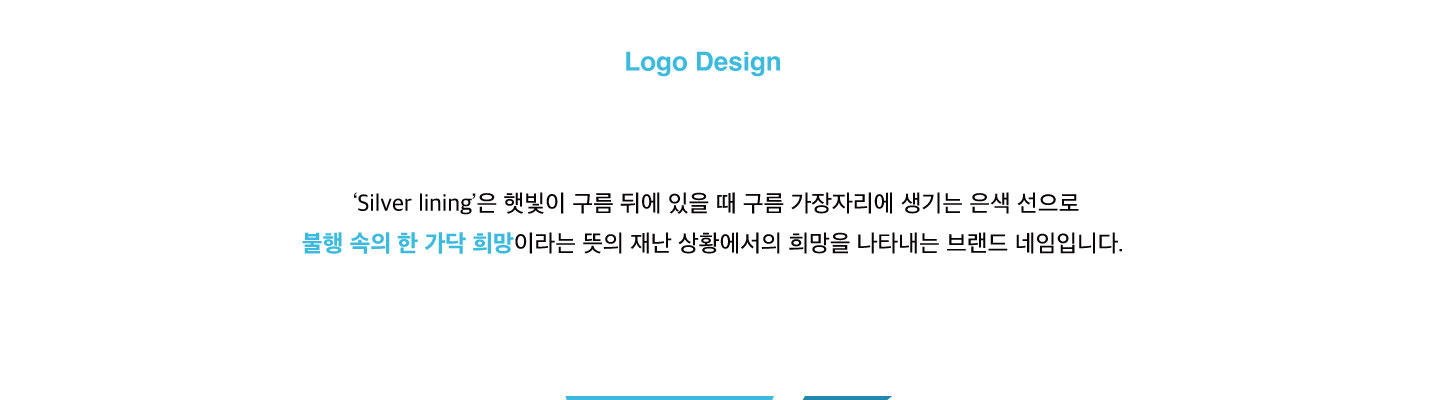 Logo Design
‘Silver lining’은 햇빛이 구름 뒤에 있을 때 구름 가장자리에 생기는 은색 선으로
불행 속의 한 가닥 희망이라는 뜻의 재난 상황에서의 희망을 나타내는 브랜드 네임입니다.